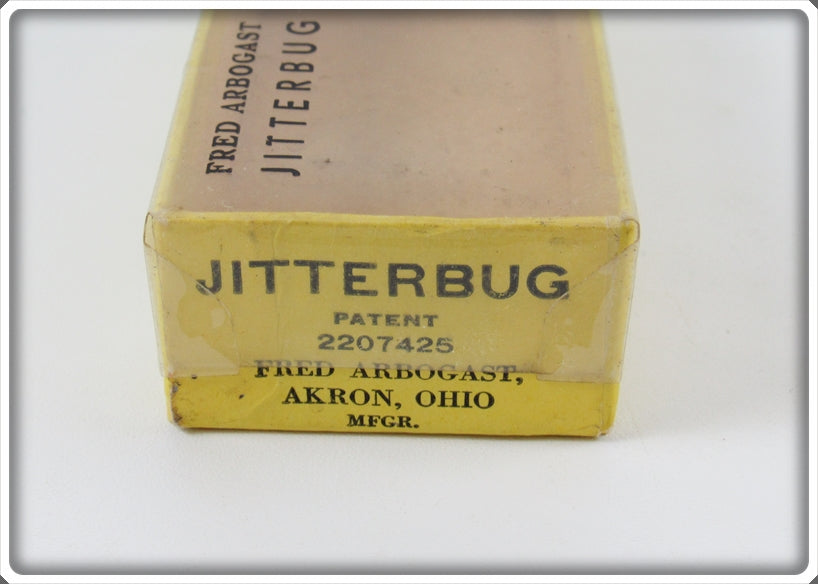 FRED ARBOGAST
JITTERBUG
JITTERBUG
PATENT
2207425
FRED ARBOGAST,
AKRON, OHIO
MFGR.